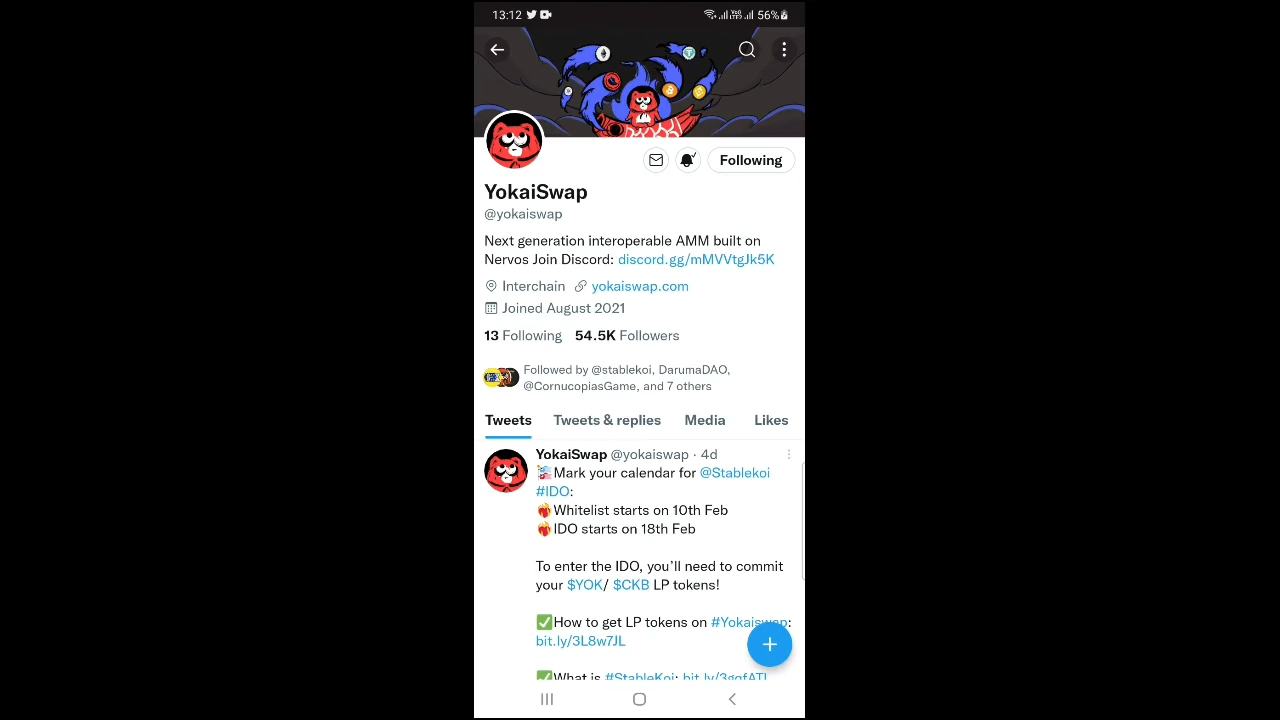 13:12
56%
YokaiSwap
@yokaiswap
Following
Next generation interoperable AMM built on
Nervos Join Discord: discord.gg/mMVVtgJk5K
Interchain yokaiswap.com
Joined August 2021
13 Following 54.5K Followers
Followed by @stablekoi, DarumaDAO,
@CornucopiasGame, and 7 others
Tweets Tweets & replies Media Likes
YokaiSwap @yokaiswap · 4d
Mark your calendar for @Stablekoi
#IDO:
Whitelist starts on 10th Feb
IDO starts on 18th Feb
To enter the IDO, you’ll need to commit
your $YOK/ $CKB LP tokens!
How to get LP tokens on #Yokaiswap:
bit.ly/3L8w7JL
What is #StableKoi: